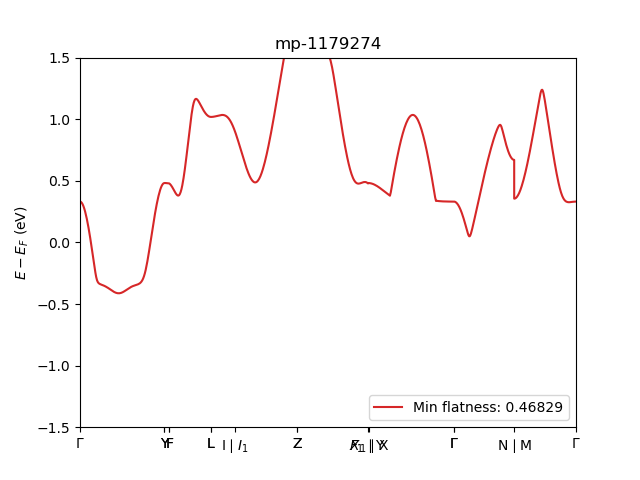 mp-1179274
1.5
1.0
0.5
0.0
−0.5
−1.0
−1.5
E − E_F (eV)
Min flatness: 0.46829
Γ Y F L I | I₁ Z X Γ N | M Γ